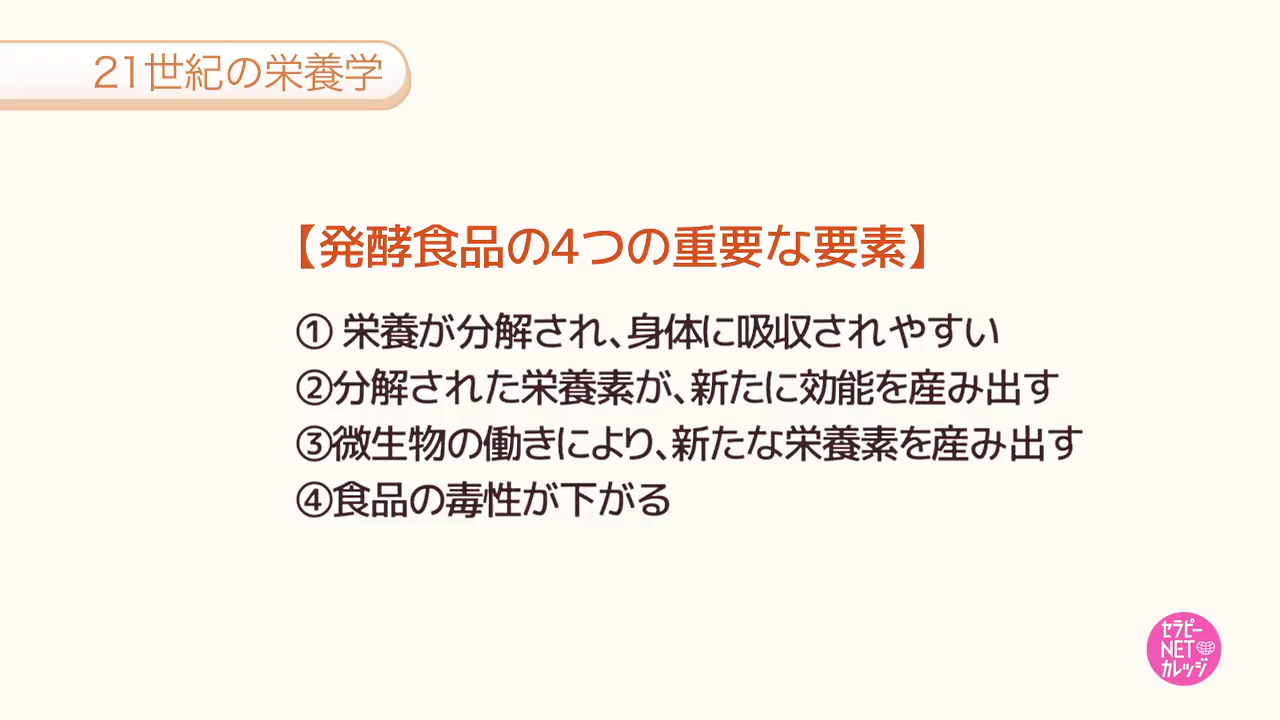 21世紀の栄養学
【発酵食品の4つの重要な要素】
① 栄養が分解され、身体に吸収されやすい
②分解された栄養素が、新たに効能を産み出す
③微生物の働きにより、新たな栄養素を産み出す
④食品の毒性が下がる
セラピー
NET
カレッジ